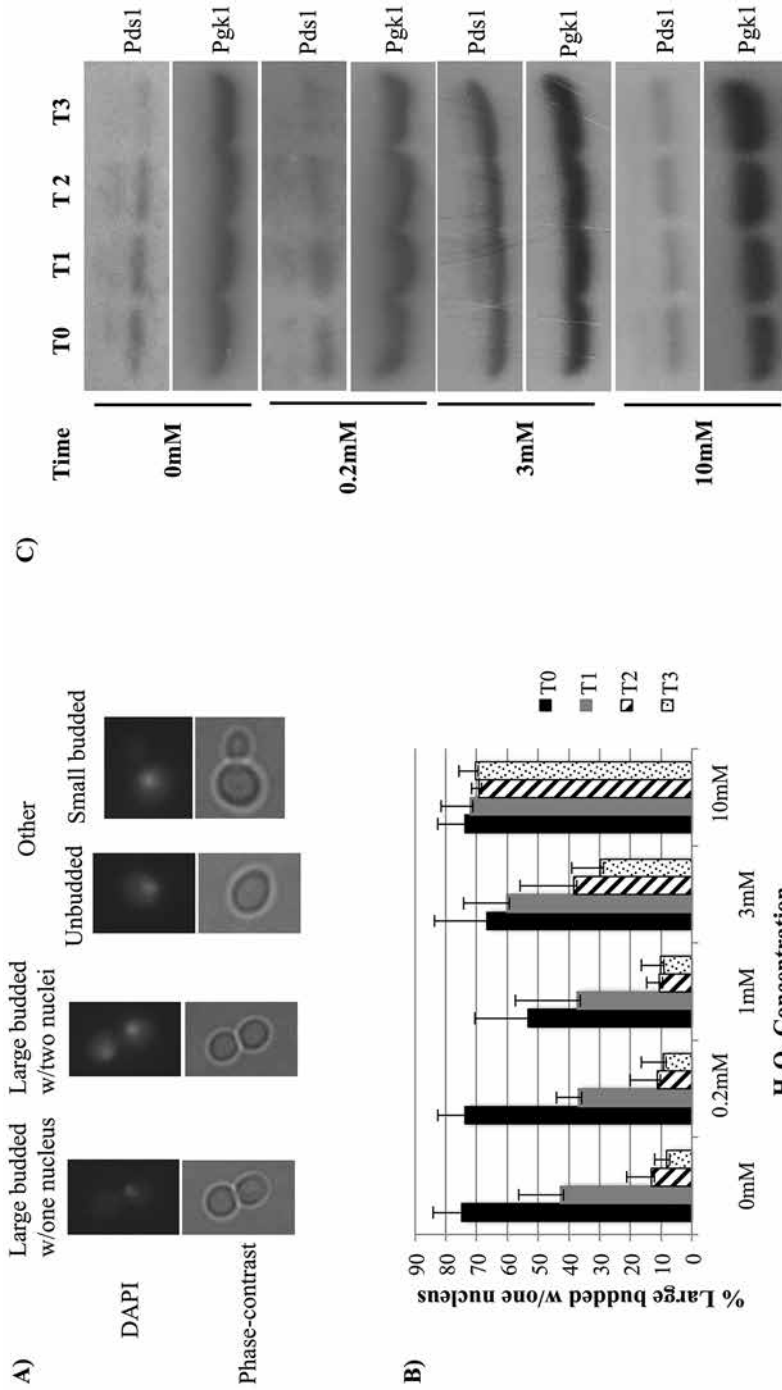 A)
Large budded
w/one nucleus
Large budded
w/two nuclei
Other
Unbudded
Small budded
DAPI
Phase-contrast
B)
% Large budded w/one nucleus
90
80
70
60
50
40
30
20
10
0
0mM
0.2mM
1mM
3mM
10mM
T0
T1
T2
T3
C)
Time
T0
T1
T2
T3
0mM
Pds1
Pgk1
0.2mM
Pds1
Pgk1
3mM
Pds1
Pgk1
10mM
Pds1
Pgk1